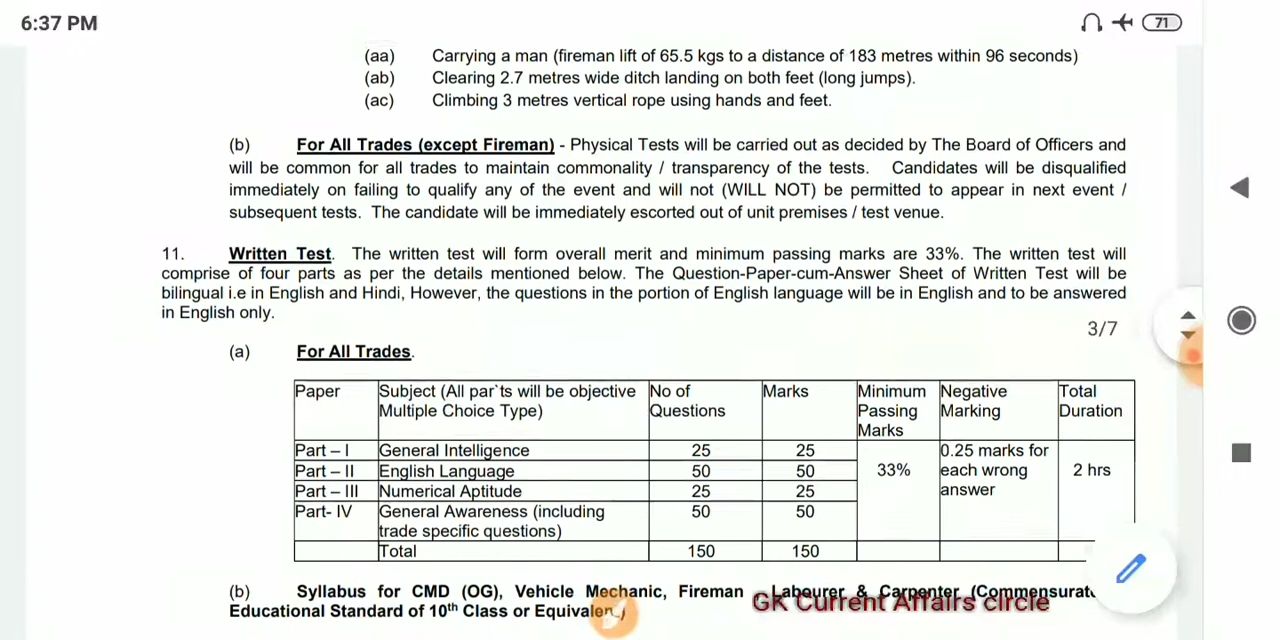 6:37 PM
71
(aa) Carrying a man (fireman lift of 65.5 kgs to a distance of 183 metres within 96 seconds)
(ab) Clearing 2.7 metres wide ditch landing on both feet (long jumps).
(ac) Climbing 3 metres vertical rope using hands and feet.
(b) For All Trades (except Fireman) - Physical Tests will be carried out as decided by The Board of Officers and
will be common for all trades to maintain commonality / transparency of the tests. Candidates will be disqualified
immediately on failing to qualify any of the event and will not (WILL NOT) be permitted to appear in next event /
subsequent tests. The candidate will be immediately escorted out of unit premises / test venue.
11. Written Test. The written test will form overall merit and minimum passing marks are 33%. The written test will
comprise of four parts as per the details mentioned below. The Question-Paper-cum-Answer Sheet of Written Test will be
bilingual i.e in English and Hindi, However, the questions in the portion of English language will be in English and to be answered
in English only.
3/7
(a) For All Trades.
Paper Subject (All par`ts will be objective No of Marks Minimum Negative Total
Multiple Choice Type) Questions Passing Marking Duration
Marks
Part – I General Intelligence 25 25 0.25 marks for
Part – II English Language 50 50 33% each wrong 2 hrs
Part – III Numerical Aptitude 25 25 answer
Part- IV General Awareness (including 50 50
trade specific questions)
Total 150 150
(b) Syllabus for CMD (OG), Vehicle Mechanic, Fireman , Labourer & Carpenter (Commensurate
Educational Standard of 10th Class or Equivalen
GK Current Affairs circle